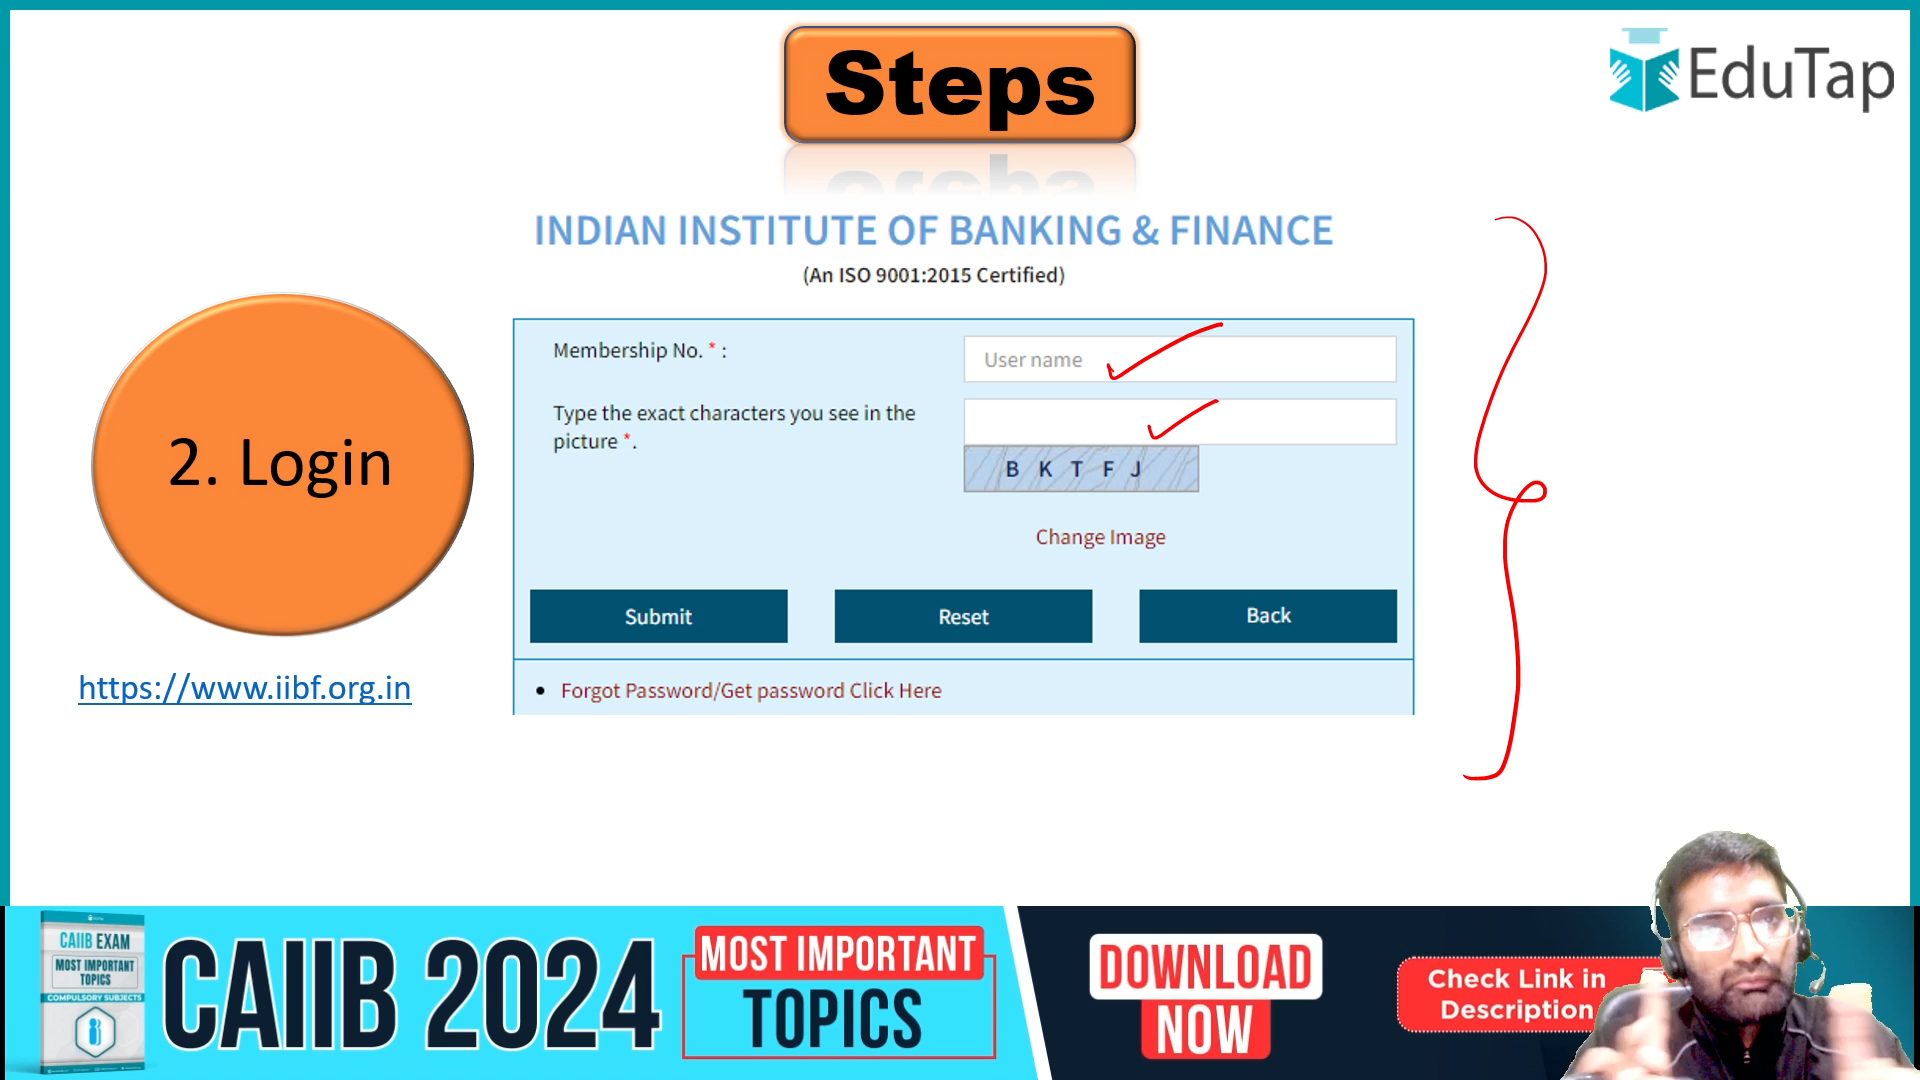 Steps
EduTap
INDIAN INSTITUTE OF BANKING & FINANCE
(An ISO 9001:2015 Certified)
2. Login
https://www.iibf.org.in
Membership No. * :
User name
Type the exact characters you see in the
picture *.
B K T F J
Change Image
Submit
Reset
Back
• Forgot Password/Get password Click Here
CAIIB EXAM
MOST IMPORTANT
TOPICS
COMPULSORY SUBJECTS
CAIIB 2024
MOST IMPORTANT
TOPICS
DOWNLOAD
NOW
Check Link in
Description